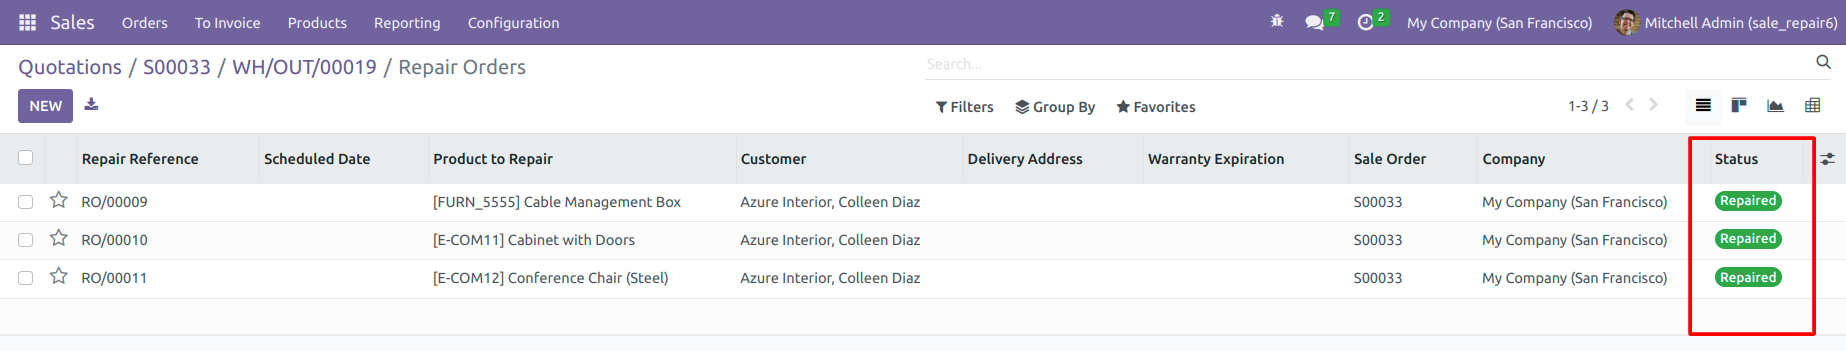 Sales Orders To Invoice Products Reporting Configuration 7 2 My Company (San Francisco) Mitchell Admin (sale_repair6)
Quotations / S00033 / WH/OUT/00019 / Repair Orders Search...
NEW Filters Group By Favorites 1-3 / 3
Repair Reference Scheduled Date Product to Repair Customer Delivery Address Warranty Expiration Sale Order Company Status
RO/00009 [FURN_5555] Cable Management Box Azure Interior, Colleen Diaz S00033 My Company (San Francisco) Repaired
RO/00010 [E-COM11] Cabinet with Doors Azure Interior, Colleen Diaz S00033 My Company (San Francisco) Repaired
RO/00011 [E-COM12] Conference Chair (Steel) Azure Interior, Colleen Diaz S00033 My Company (San Francisco) Repaired